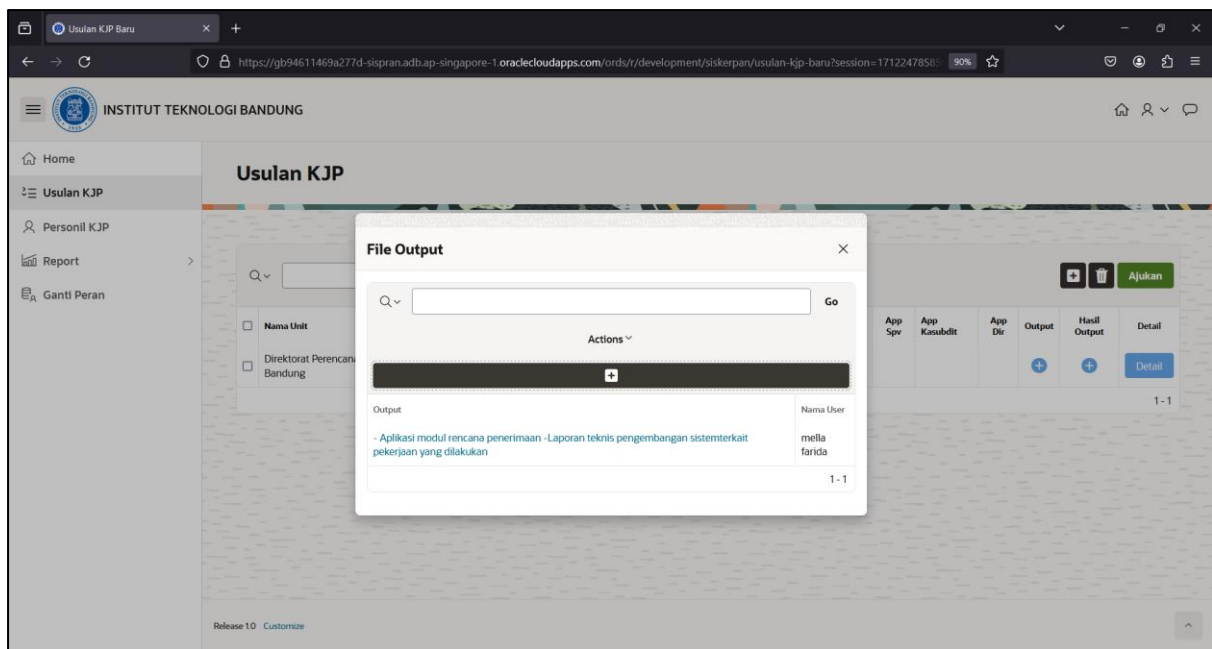 Usulan KJP Baru
https://gb94611469a277d-sispran.adb.ap-singapore-1.oraclecloudapps.com/ords/r/development/siskerpan/usulan-kjp-baru?session=17122478585
90%
INSTITUT TEKNOLOGI BANDUNG
Home
Usulan KJP
Personil KJP
Report
Ganti Peran
Usulan KJP
Ajukan
Nama Unit
App Spv
App Kasubdit
App Dir
Output
Hasil Output
Detail
Direktorat Perencana
Bandung
Detail
1 - 1
File Output
Go
Actions
Output
Nama User
- Aplikasi modul rencana penerimaan -Laporan teknis pengembangan sistemterkait
pekerjaan yang dilakukan
mella
farida
1 - 1
Release 1.0 Customize